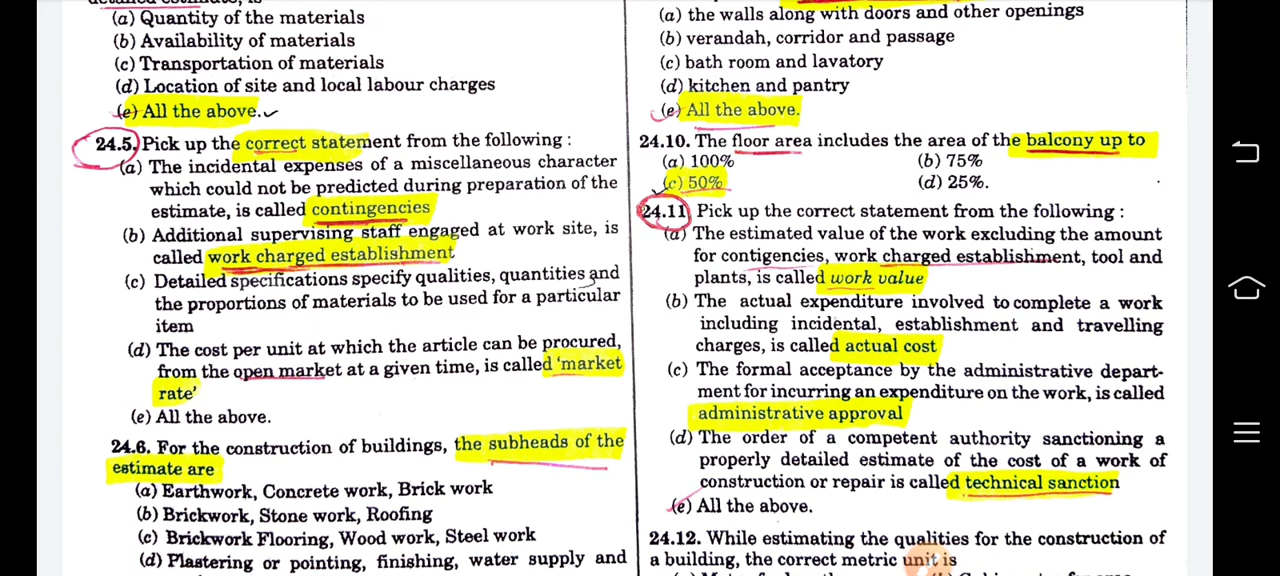 detailed estimate, is
(a) Quantity of the materials
(b) Availability of materials
(c) Transportation of materials
(d) Location of site and local labour charges
(e) All the above.
24.5. Pick up the correct statement from the following :
(a) The incidental expenses of a miscellaneous character
which could not be predicted during preparation of the
estimate, is called contingencies
(b) Additional supervising staff engaged at work site, is
called work charged establishment
(c) Detailed specifications specify qualities, quantities and
the proportions of materials to be used for a particular
item
(d) The cost per unit at which the article can be procured,
from the open market at a given time, is called 'market
rate'
(e) All the above.
24.6. For the construction of buildings, the subheads of the
estimate are
(a) Earthwork, Concrete work, Brick work
(b) Brickwork, Stone work, Roofing
(c) Brickwork Flooring, Wood work, Steel work
(d) Plastering or pointing, finishing, water supply and
(a) the walls along with doors and other openings
(b) verandah, corridor and passage
(c) bath room and lavatory
(d) kitchen and pantry
(e) All the above.
24.10. The floor area includes the area of the balcony up to
(a) 100% (b) 75%
(c) 50% (d) 25%.
24.11 Pick up the correct statement from the following :
(a) The estimated value of the work excluding the amount
for contigencies, work charged establishment, tool and
plants, is called work value
(b) The actual expenditure involved to complete a work
including incidental, establishment and travelling
charges, is called actual cost
(c) The formal acceptance by the administrative depart-
ment for incurring an expenditure on the work, is called
administrative approval
(d) The order of a competent authority sanctioning a
properly detailed estimate of the cost of a work of
construction or repair is called technical sanction
(e) All the above.
24.12. While estimating the qualities for the construction of
a building, the correct metric unit is